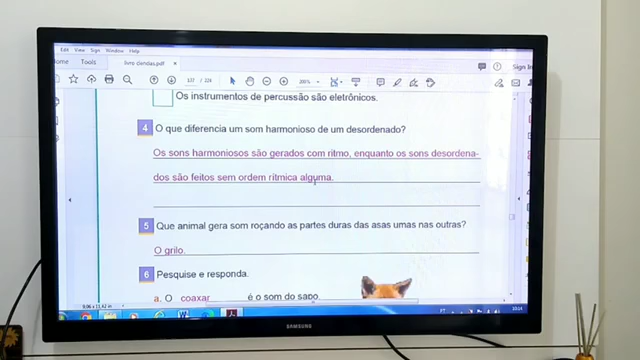 Edit View Sign Window Help
Home Tools livro ciendas.pdf Sign In
Os instrumentos de percussão são eletrônicos.
4 O que diferencia um som harmonioso de um desordenado?
Os sons harmoniosos são gerados com ritmo, enquanto os sons desordena-
dos são feitos sem ordem rítmica alguma.
5 Que animal gera som roçando as partes duras das asas umas nas outras?
O grilo.
6 Pesquise e responda.
a. O coaxar é o som do sapo.
PT
SAMSUNG